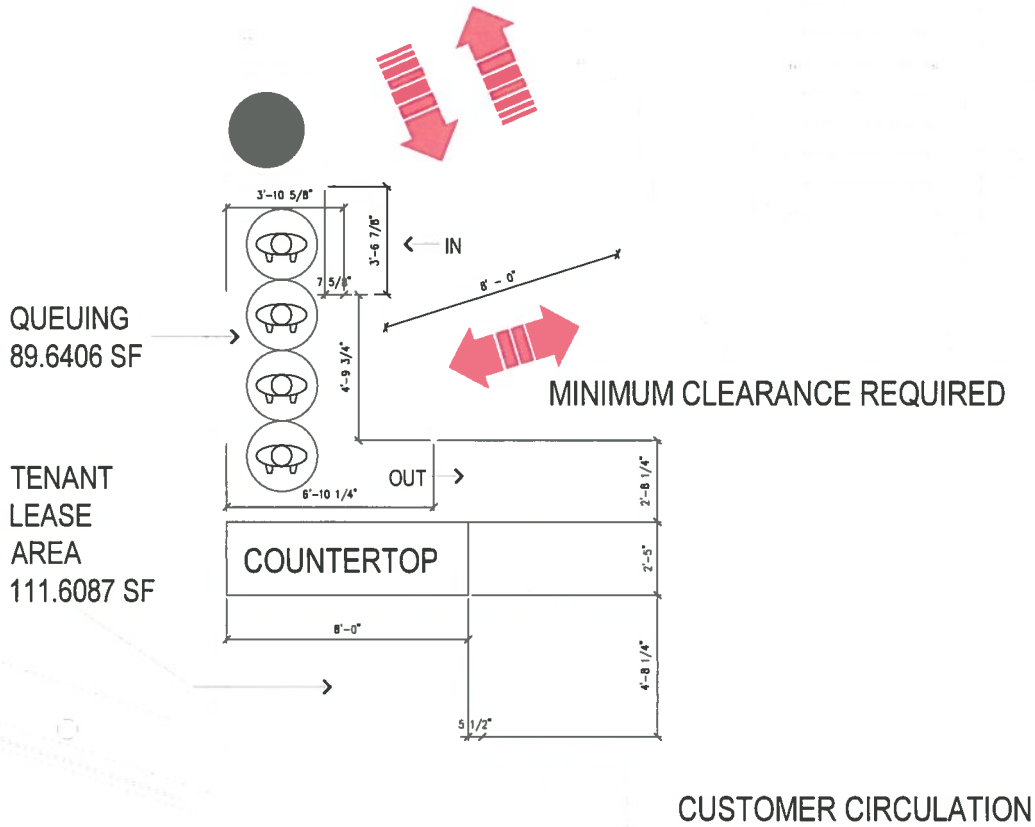 3'-10 5/8"
3'-6 7/8"
IN
7 5/8"
8' - 0"
QUEUING
89.6406 SF
4'-9 3/4"
MINIMUM CLEARANCE REQUIRED
TENANT
LEASE
AREA
111.6087 SF
OUT
6'-10 1/4"
2'-8 1/4"
COUNTERTOP
2'-5"
8'-0"
4'-8 1/4"
5 1/2"
CUSTOMER CIRCULATION